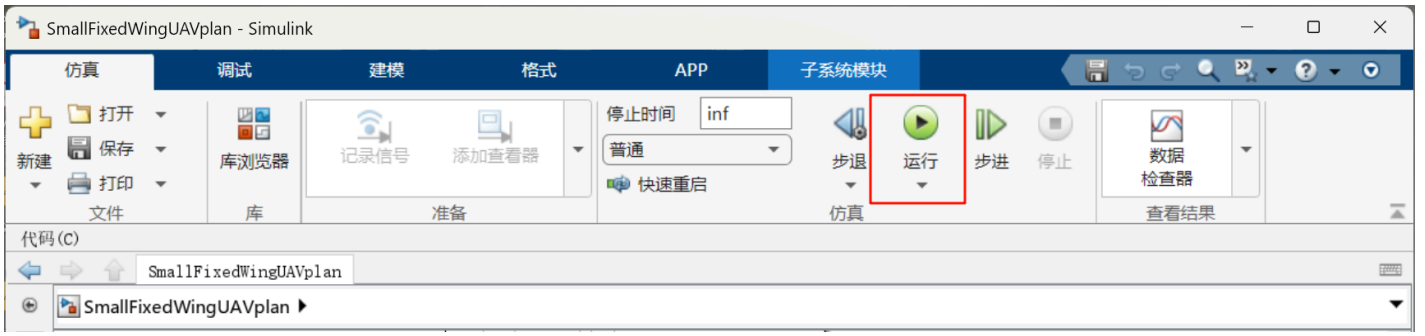 SmallFixedWingUAVplan - Simulink
仿真 调试 建模 格式 APP 子系统模块
新建
打开
保存
打印
文件
库浏览器
库
记录信号
添加查看器
准备
停止时间 inf
普通
快速重启
步退
运行
步进
停止
仿真
数据
检查器
查看结果
代码(C)
SmallFixedWingUAVplan
SmallFixedWingUAVplan